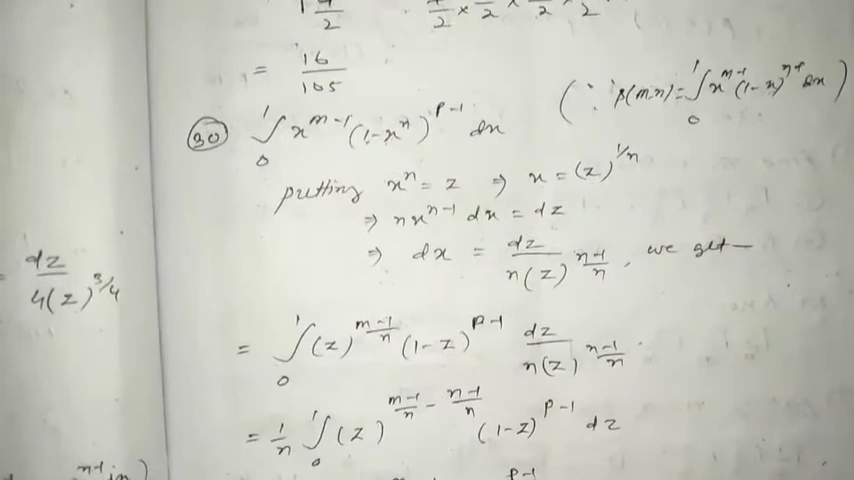 = 16/105
(∵ β(m,n) = ∫₀¹ x^{m-1} (1-x)^{n-1} dx)
(30) ∫₀¹ x^{m-1} (1-x^n)^{p-1} dx
putting x^n = z ⇒ x = (z)^{1/n}
⇒ nx^{n-1} dx = dz
⇒ dx = dz / n(z)^{(n-1)/n}, we get—
= dz / 4(z)^{3/4}
= ∫₀¹ (z)^{(m-1)/n} (1-z)^{p-1} dz / n(z)^{(n-1)/n}
= 1/n ∫₀¹ (z)^{(m-1)/n - (n-1)/n} (1-z)^{p-1} dz
p-1